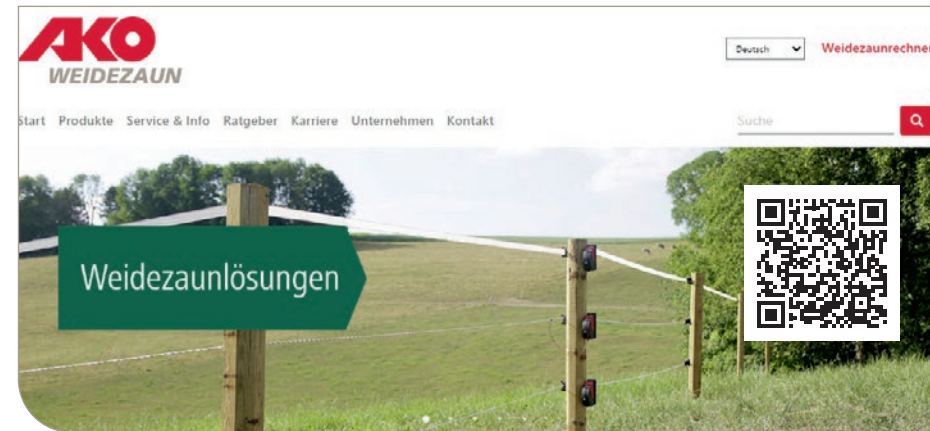 AKO
WEIDEZAUN
Deutsch
Weidezaunrechner
Start Produkte Service & Info Ratgeber Karriere Unternehmen Kontakt
Suche
Weidezaunlösungen